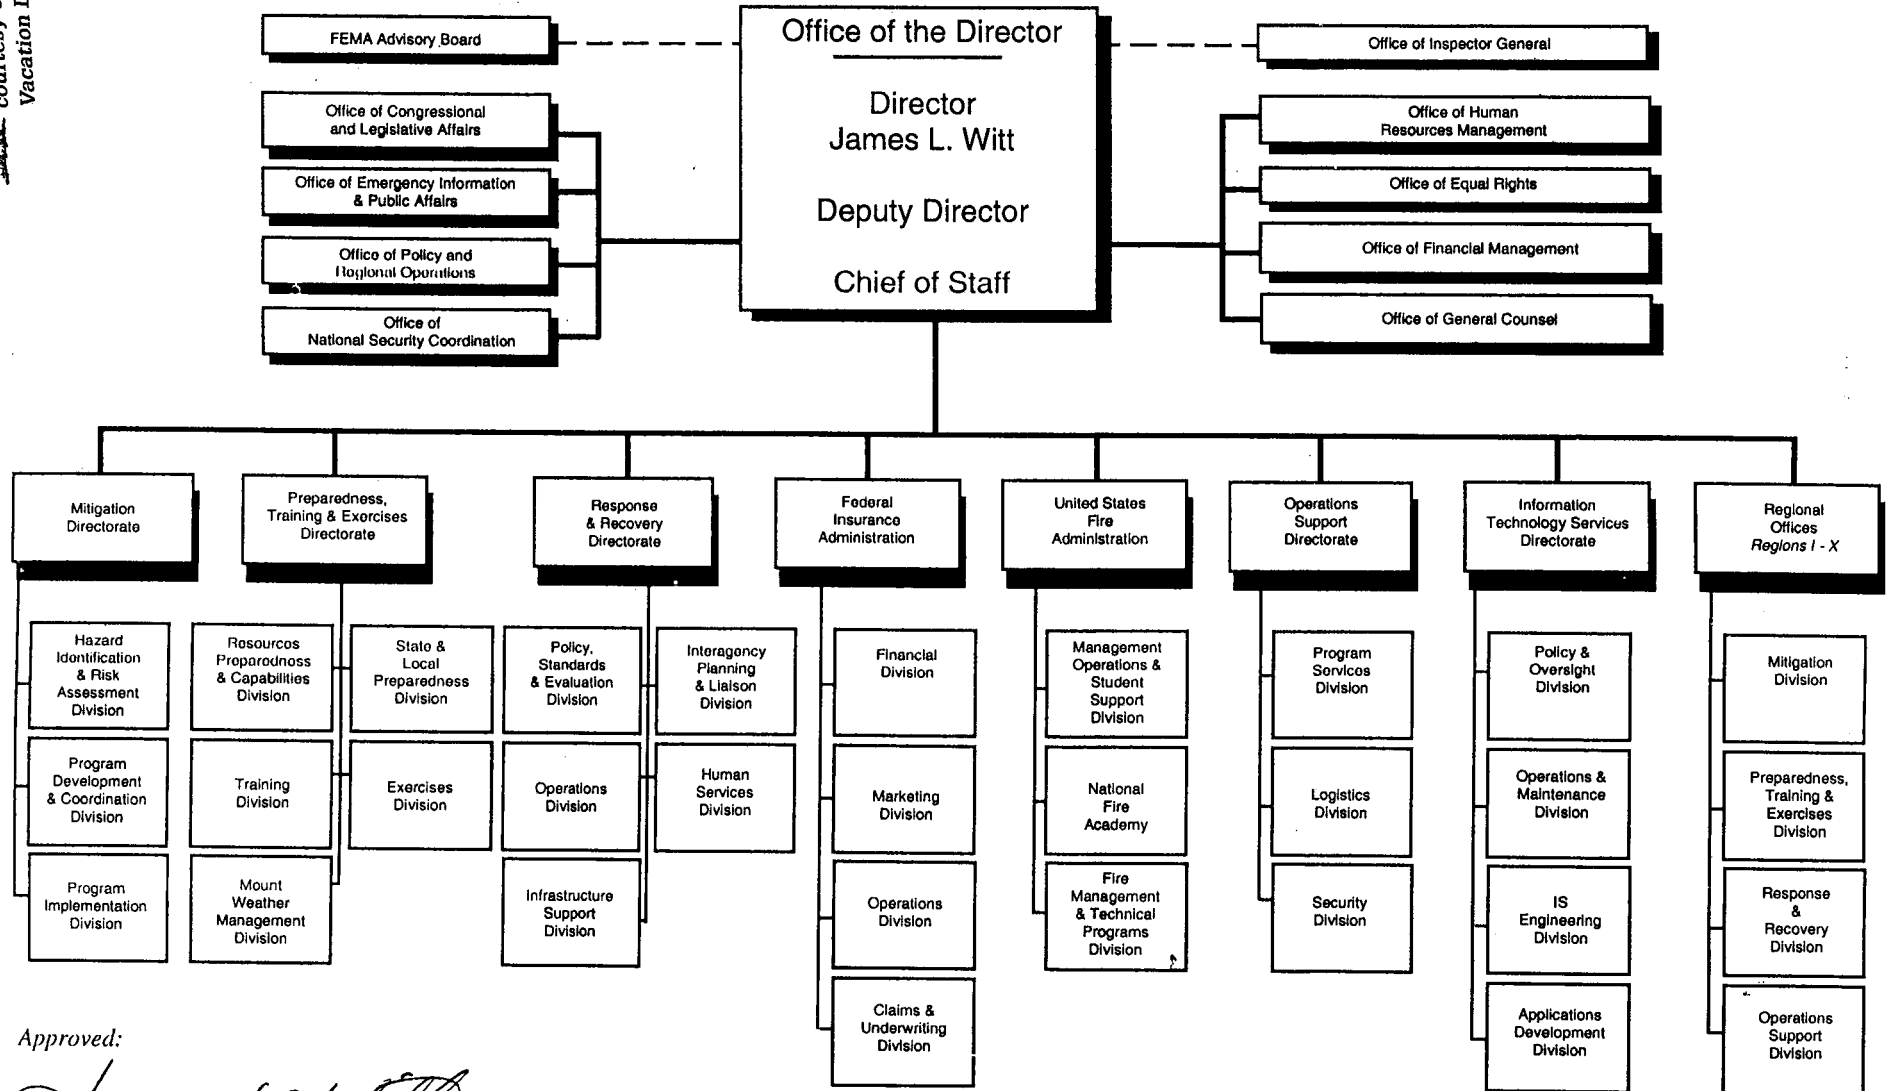 Vacation
FEMA Advisory Board
Office of Congressional
and Legislative Affairs
Office of Emergency Information
& Public Affairs
Office of Policy and
Regional Operations
Office of
National Security Coordination
Office of the Director
Director
James L. Witt
Deputy Director
Chief of Staff
Office of Inspector General
Office of Human
Resources Management
Office of Equal Rights
Office of Financial Management
Office of General Counsel
Mitigation
Directorate
Hazard
Identification
& Risk
Assessment
Division
Program
Development
& Coordination
Division
Program
Implementation
Division
Preparedness,
Training & Exercises
Directorate
Resources
Preparedness
& Capabilities
Division
Training
Division
Mount
Weather
Management
Division
State &
Local
Preparedness
Division
Exercises
Division
Response
& Recovery
Directorate
Policy,
Standards
& Evaluation
Division
Operations
Division
Infrastructure
Support
Division
Interagency
Planning
& Liaison
Division
Human
Services
Division
Federal
Insurance
Administration
Financial
Division
Marketing
Division
Operations
Division
Claims &
Underwriting
Division
United States
Fire
Administration
Management
Operations &
Student
Support
Division
National
Fire
Academy
Fire
Management
& Technical
Programs
Division
Operations
Support
Directorate
Program
Services
Division
Logistics
Division
Security
Division
Information
Technology Services
Directorate
Policy &
Oversight
Division
Operations &
Maintenance
Division
IS
Engineering
Division
Applications
Development
Division
Regional
Offices
Regions I - X
Mitigation
Division
Preparedness,
Training &
Exercises
Division
Response
&
Recovery
Division
Operations
Support
Division
Approved: